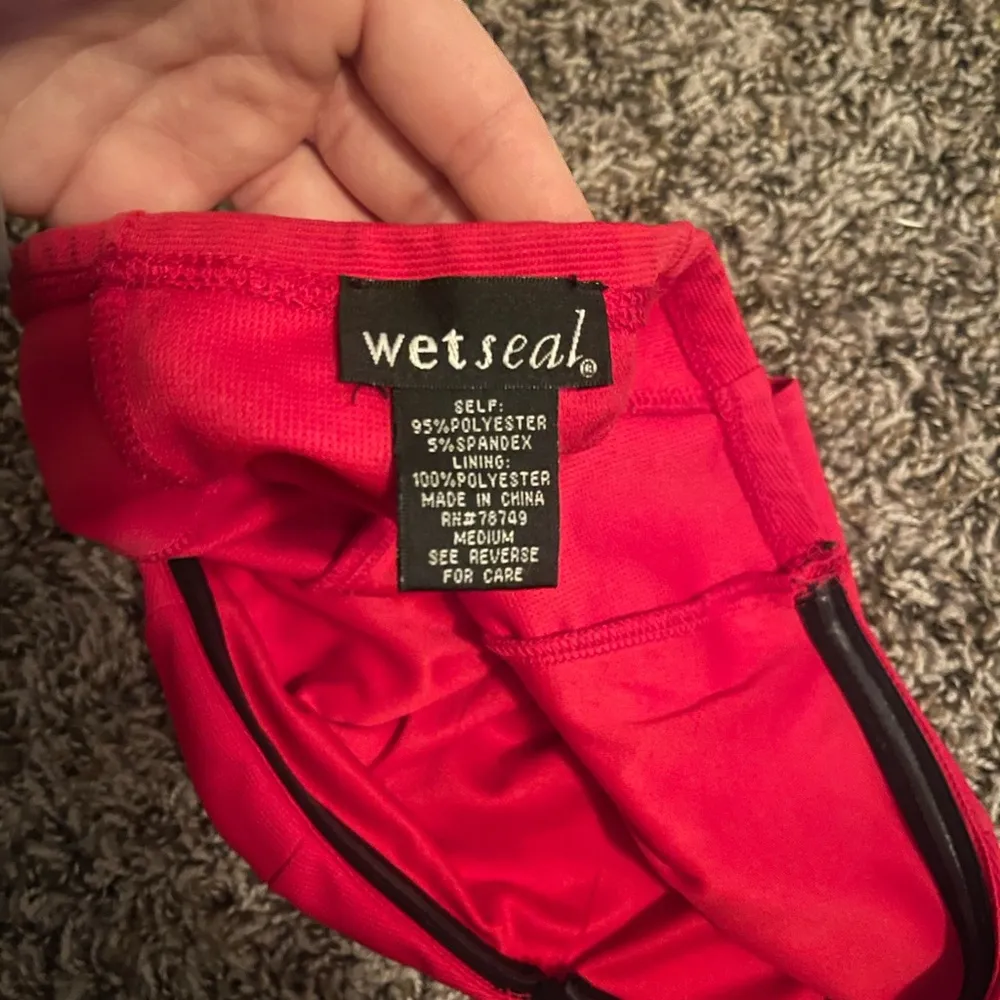 wetseal®
SELF:
95%POLYESTER
5%SPANDEX
LINING:
100%POLYESTER
MADE IN CHINA
RN#78749
MEDIUM
SEE REVERSE
FOR CARE